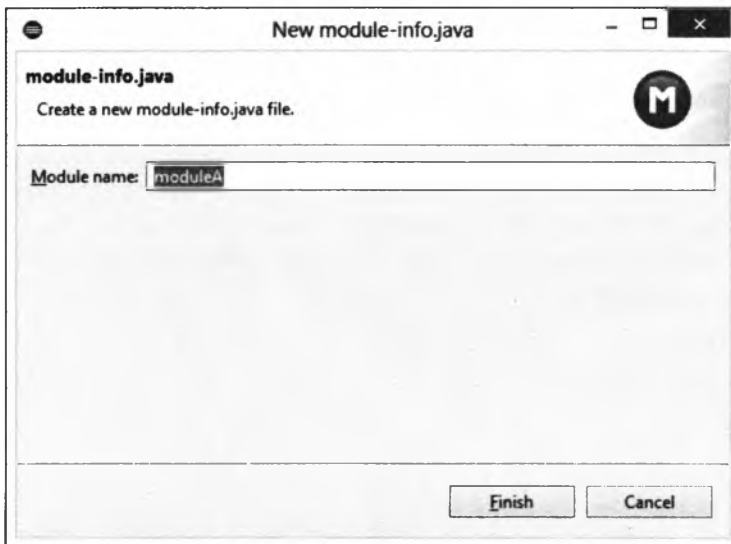 New module-info.java
module-info.java
Create a new module-info.java file.
M
Module name: moduleA
Finish
Cancel